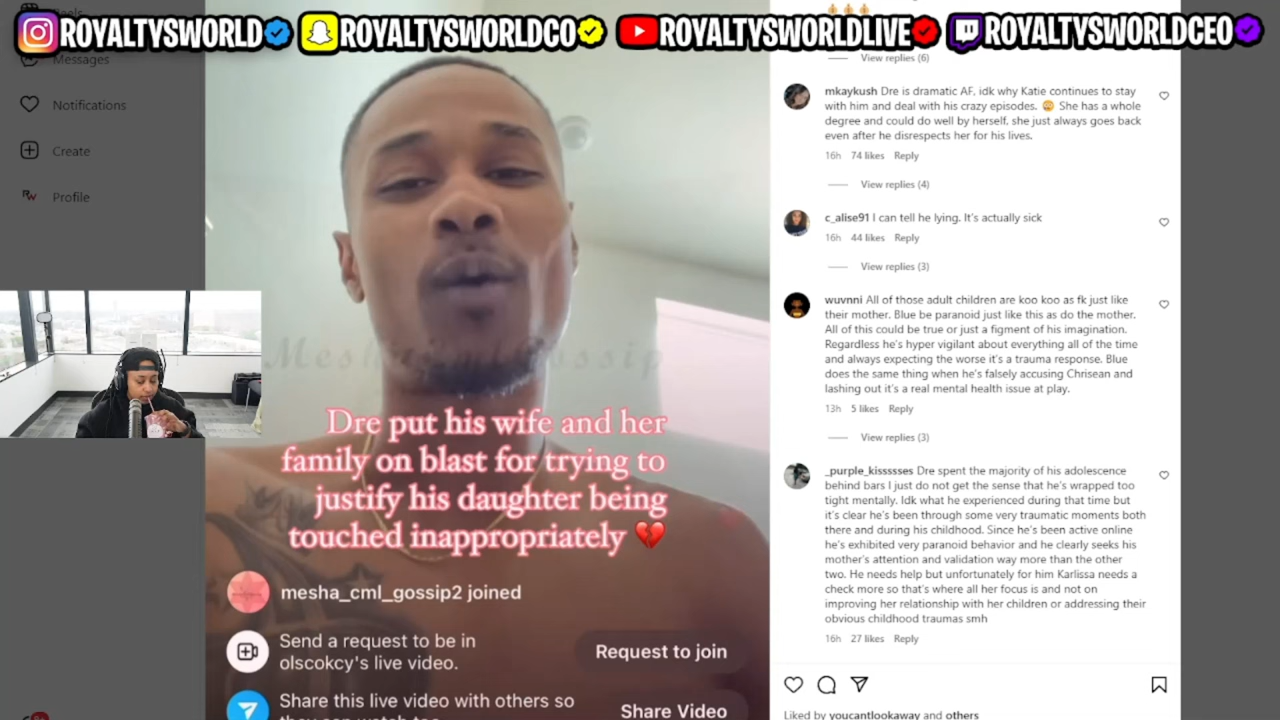 ROYALTYSWORLD ROYALTYSWORLDCO ROYALTYSWORLDLIVE ROYALTYSWORLDCEO
Reels
Messages
Notifications
Create
Profile
Dre put his wife and her
family on blast for trying to
justify his daughter being
touched inappropriately 💔
mesha_cml_gossip2 joined
Send a request to be in
olscokcy's live video.
Request to join
Share this live video with others so
they can watch too.
Share Video
👍🏽👍🏽👍🏽
View replies (6)
mkaykush Dre is dramatic AF, idk why Katie continues to stay
with him and deal with his crazy episodes. 😩 She has a whole
degree and could do well by herself, she just always goes back
even after he disrespects her for his lives.
16h 74 likes Reply
View replies (4)
c_alise91 I can tell he lying. It's actually sick
16h 44 likes Reply
View replies (3)
wuvnni All of those adult children are koo koo as fk just like
their mother. Blue be paranoid just like this as do the mother.
All of this could be true or just a figment of his imagination.
Regardless he's hyper vigilant about everything all of the time
and always expecting the worse it's a trauma response. Blue
does the same thing when he's falsely accusing Chrisean and
lashing out it's a real mental health issue at play.
13h 5 likes Reply
View replies (3)
_purple_kissssses Dre spent the majority of his adolescence
behind bars I just do not get the sense that he's wrapped too
tight mentally. Idk what he experienced during that time but
it's clear he's been through some very traumatic moments both
there and during his childhood. Since he's been active online
he's exhibited very paranoid behavior and he clearly seeks his
mother's attention and validation way more than the other
two. He needs help but unfortunately for him Karlissa needs a
check more so that's where all her focus is and not on
improving her relationship with her children or addressing their
obvious childhood traumas smh
16h 27 likes Reply
Liked by youcantlookaway and others